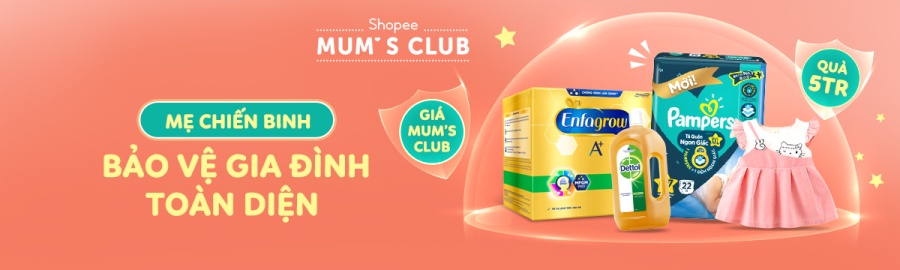 Shopee
MUM'S CLUB
MẸ CHIẾN BINH
BẢO VỆ GIA ĐÌNH
TOÀN DIỆN
GIÁ
MUM'S
CLUB
Enfagrow
A+
Dettol
Mới!
Pampers
Tã Quần
Ngon Giấc
22
QUÀ
5TR